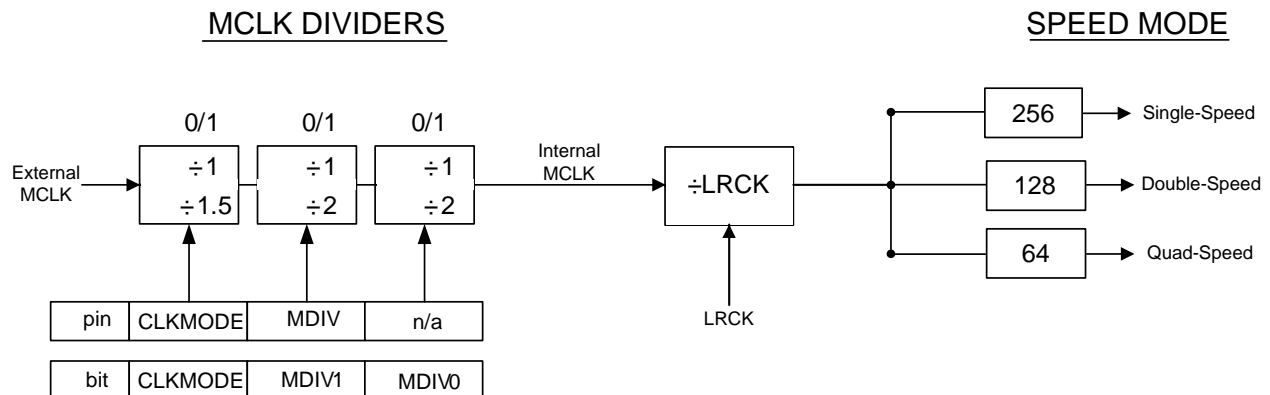 MCLK DIVIDERS
SPEED MODE
0/1 0/1 0/1
External
MCLK
÷1
÷1.5
÷1
÷2
÷1
÷2
Internal
MCLK
÷LRCK
LRCK
256
Single-Speed
128
Double-Speed
64
Quad-Speed
pin CLKMODE MDIV n/a
bit CLKMODE MDIV1 MDIV0